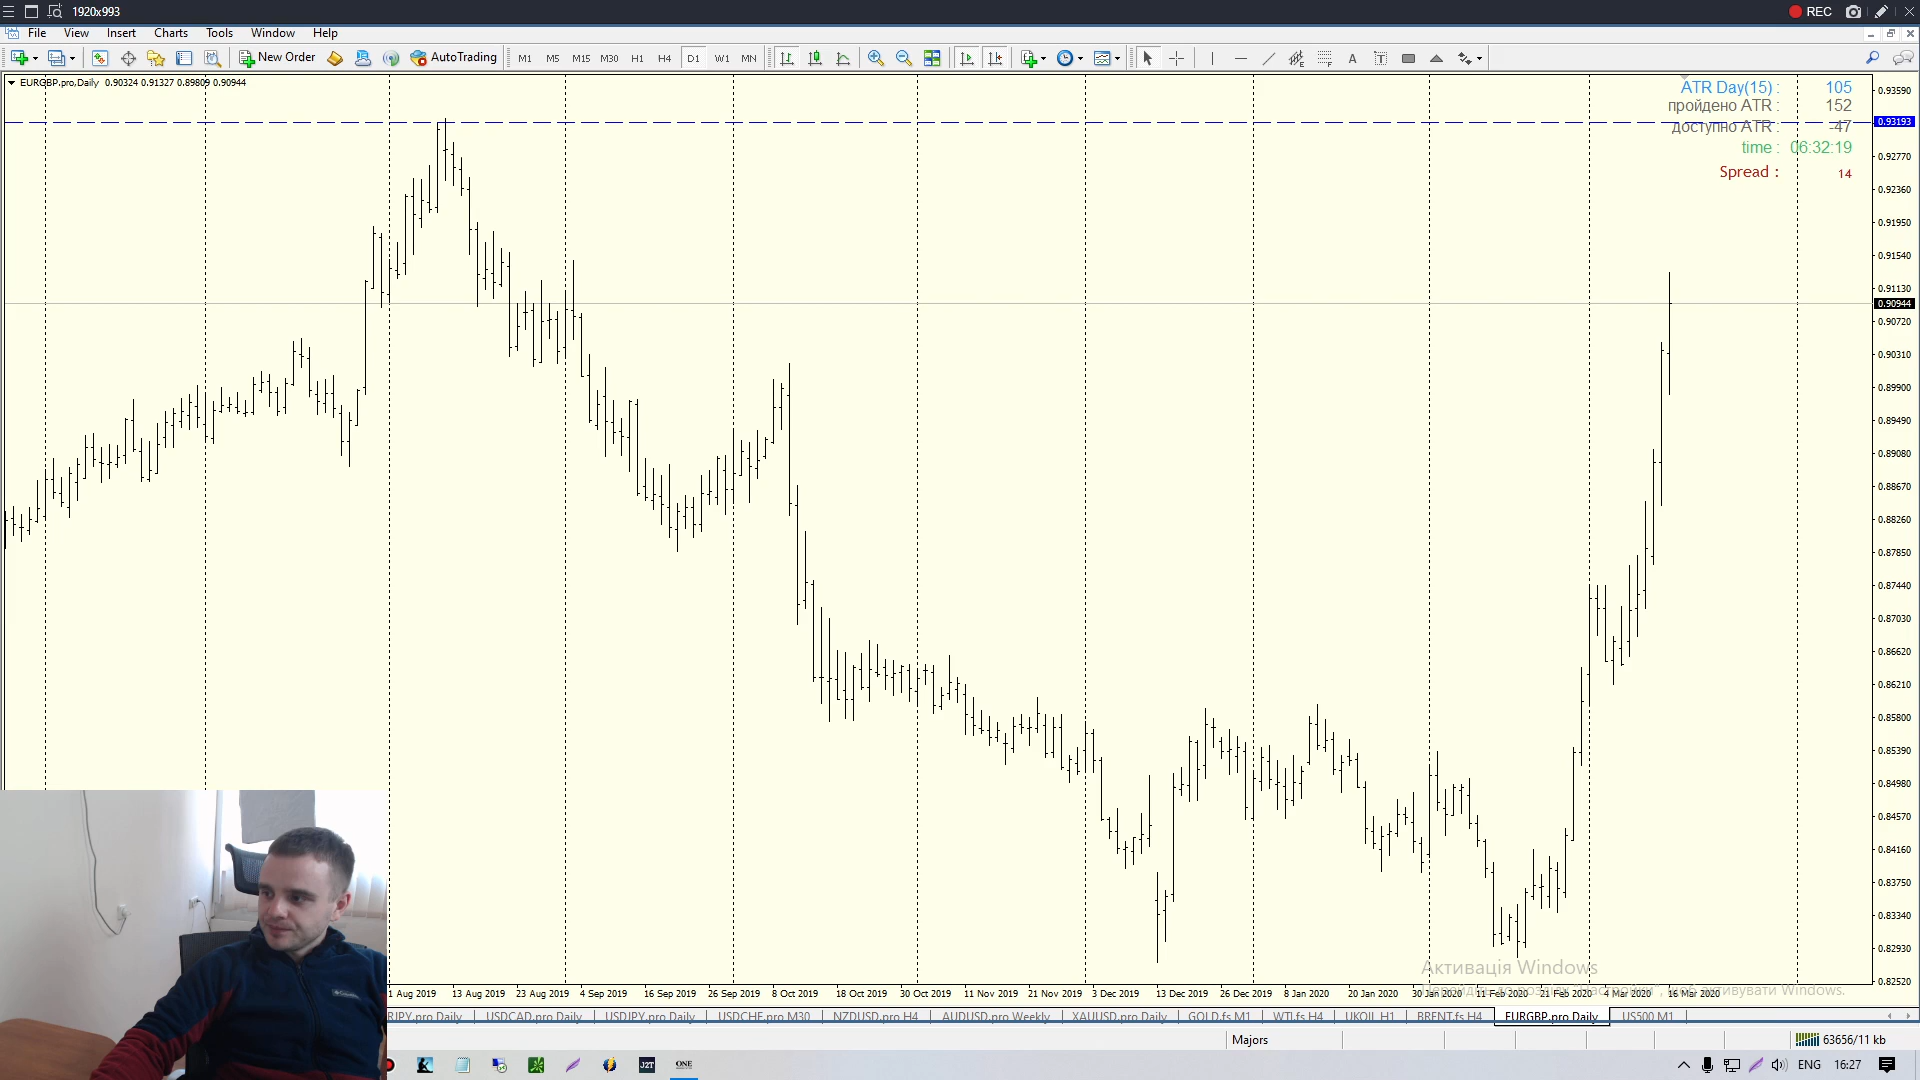 1920x993
REC
File View Insert Charts Tools Window Help
New Order AutoTrading M1 M5 M15 M30 H1 H4 D1 W1 MN
EURGBP.pro,Daily 0.90324 0.91327 0.89809 0.90944
ATR Day(15) : 105
пройдено ATR : 152
доступно ATR : -47
time : 06:32:19
Spread : 14
0.93590
0.93193
0.92770
0.92360
0.91950
0.91540
0.91130
0.90944
0.90720
0.90310
0.89900
0.89490
0.89080
0.88670
0.88260
0.87850
0.87440
0.87030
0.86620
0.86210
0.85800
0.85390
0.84980
0.84570
0.84160
0.83750
0.83340
0.82930
0.82520
Активація Windows
активувати Windows.
1 Aug 2019 13 Aug 2019 23 Aug 2019 4 Sep 2019 16 Sep 2019 26 Sep 2019 8 Oct 2019 18 Oct 2019 30 Oct 2019 11 Nov 2019 21 Nov 2019 3 Dec 2019 13 Dec 2019 26 Dec 2019 8 Jan 2020 20 Jan 2020 30 Jan 2020 11 Feb 2020 21 Feb 2020 4 Mar 2020 16 Mar 2020
RJPY.pro Daily USDCAD.pro Daily USDJPY.pro Daily USDCHF.pro M30 NZDUSD.pro H4 AUDUSD.pro Weekly XAUUSD.pro Daily GOLD.fs M1 WTI.fs H4 UKOIL H1 BRENT.fs H4 EURGBP.pro Daily US500 M1
Majors 63656/11 kb
J2T ONE ENG 16:27